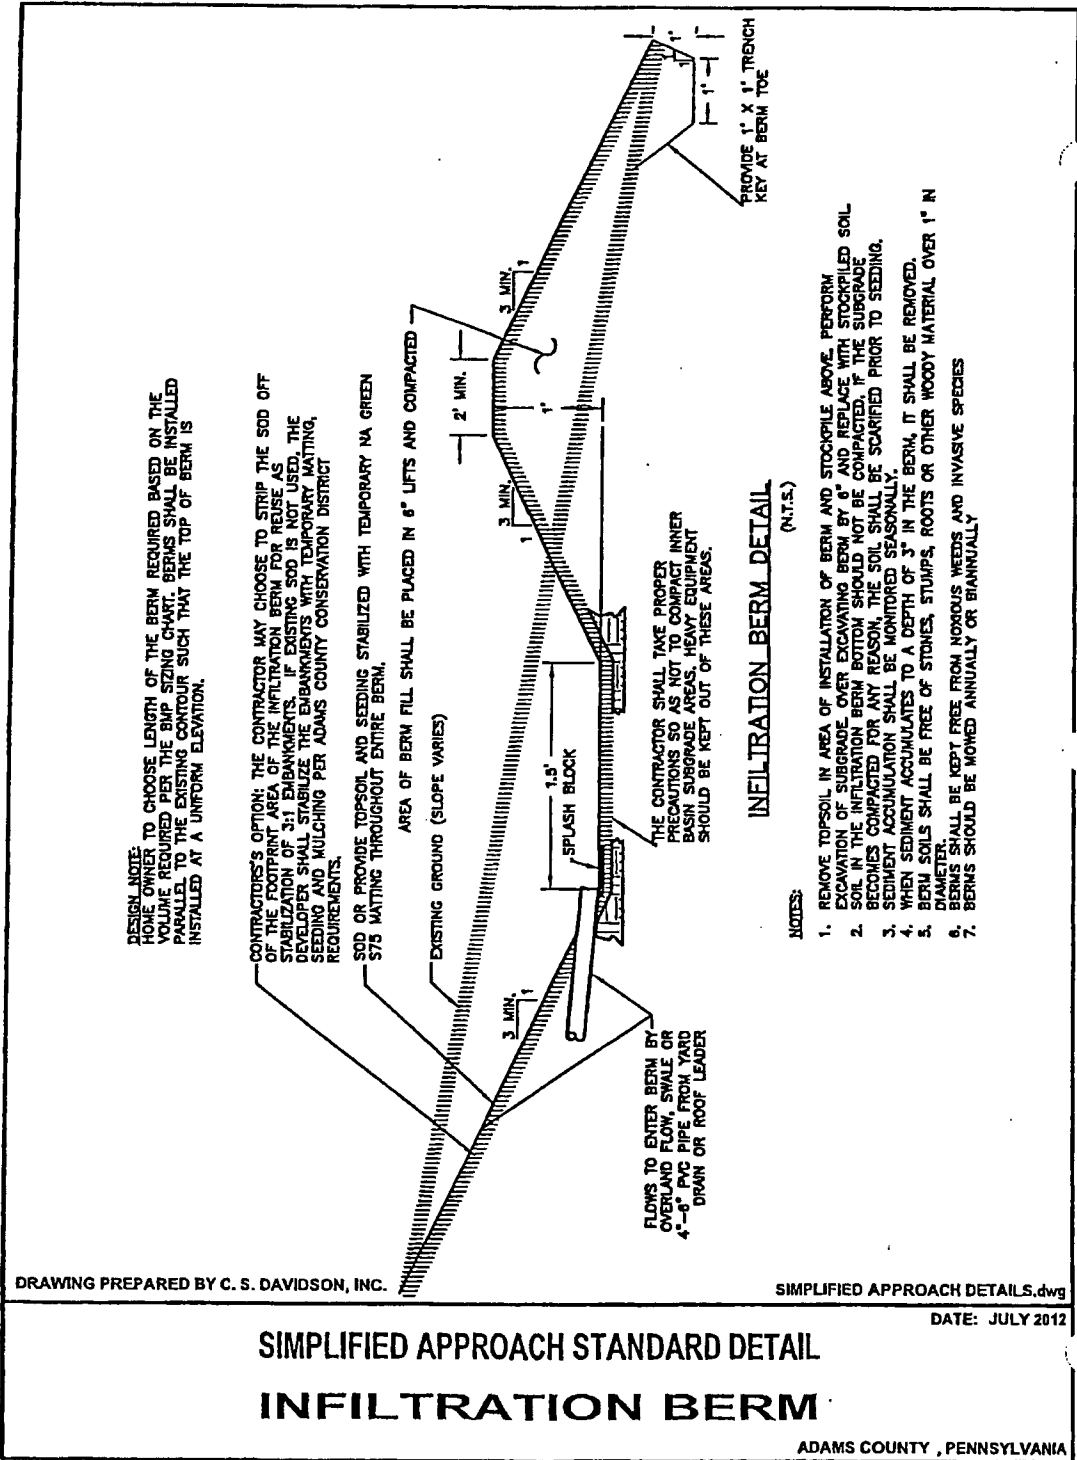 DESIGN NOTE:
HOME OWNER TO CHOOSE LENGTH OF THE BERM REQUIRED BASED ON THE
VOLUME REQUIRED PER THE BMP SIZING CHART. BERMS SHALL BE INSTALLED
PARALLEL TO THE EXISTING CONTOUR SUCH THAT THE TOP OF BERM IS
INSTALLED AT A UNIFORM ELEVATION.
CONTRACTORS'S OPTION: THE CONTRACTOR MAY CHOOSE TO STRIP THE SOD OFF
OF THE FOOTPRINT AREA OF THE INFILTRATION BERM FOR REUSE AS
STABILIZATION OF 3:1 EMBANKMENTS. IF EXISTING SOD IS NOT USED, THE
DEVELOPER SHALL STABILIZE THE EMBANKMENTS WITH TEMPORARY MATTING,
SEEDING AND MULCHING PER ADAMS COUNTY CONSERVATION DISTRICT
REQUIREMENTS.
SOD OR PROVIDE TOPSOIL AND SEEDING STABILIZED WITH TEMPORARY NA GREEN
S75 MATTING THROUGHOUT ENTIRE BERM.
AREA OF BERM FILL SHALL BE PLACED IN 6" LIFTS AND COMPACTED
EXISTING GROUND (SLOPE VARIES)
2' MIN.
3 MIN.
1
3 MIN.
1
3 MIN.
1
1'
1'
1'
1
1
1.5'
SPLASH BLOCK
PROVIDE 1' X 1' TRENCH
KEY AT BERM TOE
FLOWS TO ENTER BERM BY
OVERLAND FLOW, SWALE OR
4"-6" PVC PIPE FROM YARD
DRAIN OR ROOF LEADER
THE CONTRACTOR SHALL TAKE PROPER
PRECAUTIONS SO AS NOT TO COMPACT INNER
BASIN SUBGRADE AREAS. HEAVY EQUIPMENT
SHOULD BE KEPT OUT OF THESE AREAS.
INFILTRATION BERM DETAIL
(N.T.S.)
NOTES:
1. REMOVE TOPSOIL IN AREA OF INSTALLATION OF BERM AND STOCKPILE ABOVE. PERFORM
EXCAVATION OF SUBGRADE. OVER EXCAVATING BERM BY 6" AND REPLACE WITH STOCKPILED SOIL.
2. SOIL IN THE INFILTRATION BERM BOTTOM SHOULD NOT BE COMPACTED, IF THE SUBGRADE
BECOMES COMPACTED FOR ANY REASON, THE SOIL SHALL BE SCARIFIED PRIOR TO SEEDING.
3. SEDIMENT ACCUMULATION SHALL BE MONITORED SEASONALLY.
4. WHEN SEDIMENT ACCUMULATES TO A DEPTH OF 3" IN THE BERM, IT SHALL BE REMOVED.
5. BERM SOILS SHALL BE FREE OF STONES, STUMPS, ROOTS OR OTHER WOODY MATERIAL OVER 1" IN
DIAMETER.
6. BERMS SHALL BE KEPT FREE FROM NOXIOUS WEEDS AND INVASIVE SPECIES
7. BERMS SHOULD BE MOWED ANNUALLY OR BIANNUALLY
DRAWING PREPARED BY C. S. DAVIDSON, INC.
SIMPLIFIED APPROACH DETAILS.dwg
DATE: JULY 2012
SIMPLIFIED APPROACH STANDARD DETAIL
INFILTRATION BERM
ADAMS COUNTY , PENNSYLVANIA